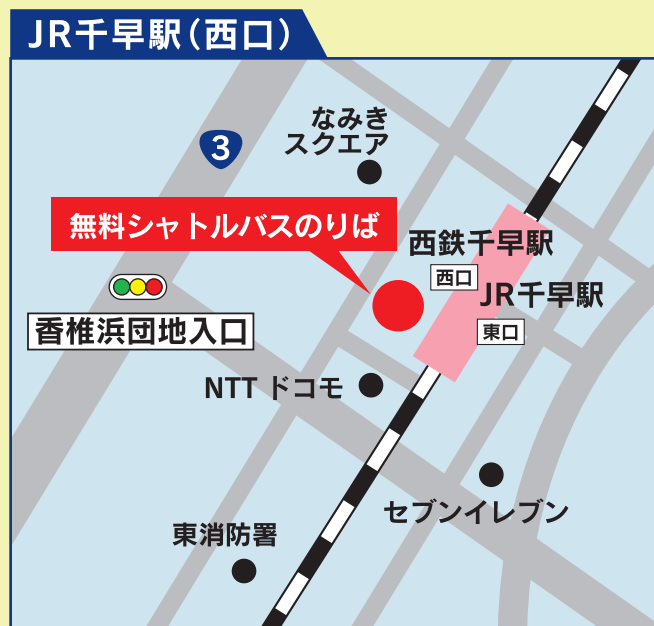 JR千早駅（西口）
なみき
スクエア
3
無料シャトルバスのりば
西鉄千早駅
西口
JR千早駅
東口
香椎浜団地入口
NTT ドコモ
セブンイレブン
東消防署